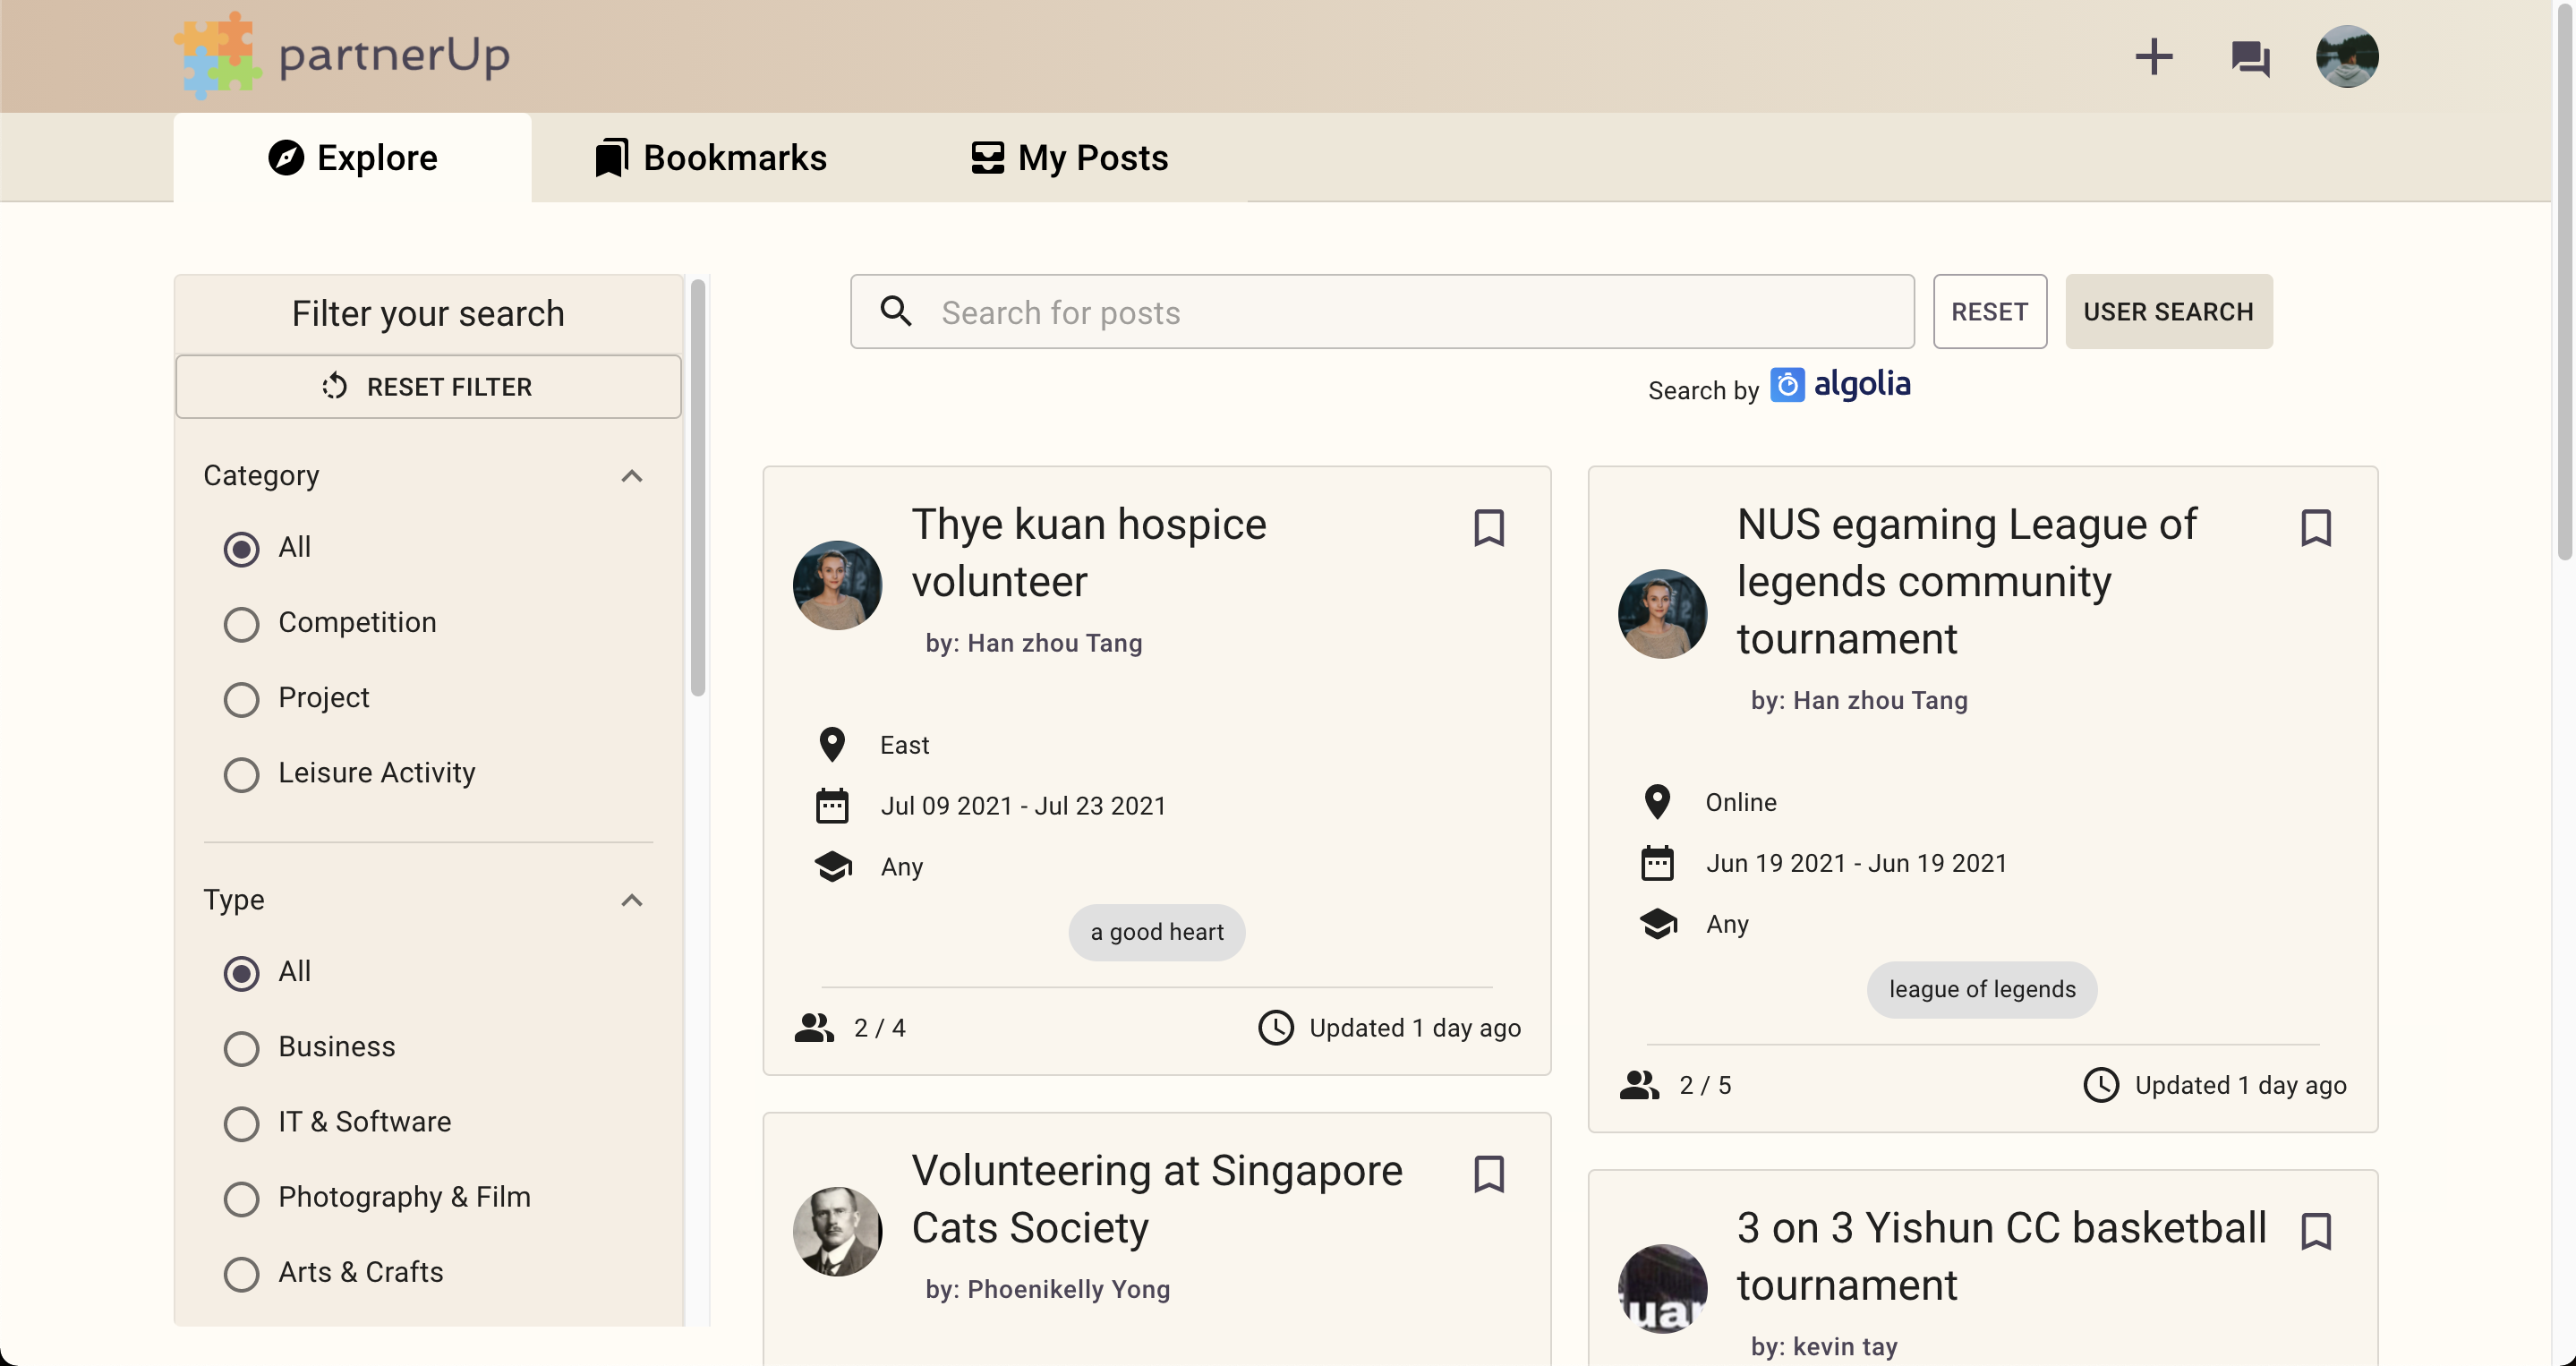 partnerUp
Explore
Bookmarks
My Posts
Filter your search
RESET FILTER
Category
All
Competition
Project
Leisure Activity
Type
All
Business
IT & Software
Photography & Film
Arts & Crafts
Search for posts
RESET
USER SEARCH
Search by algolia
Thye kuan hospice
volunteer
by: Han zhou Tang
East
Jul 09 2021 - Jul 23 2021
Any
a good heart
2 / 4
Updated 1 day ago
NUS egaming League of
legends community
tournament
by: Han zhou Tang
Online
Jun 19 2021 - Jun 19 2021
Any
league of legends
2 / 5
Updated 1 day ago
Volunteering at Singapore
Cats Society
by: Phoenikelly Yong
3 on 3 Yishun CC basketball
tournament
by: kevin tay